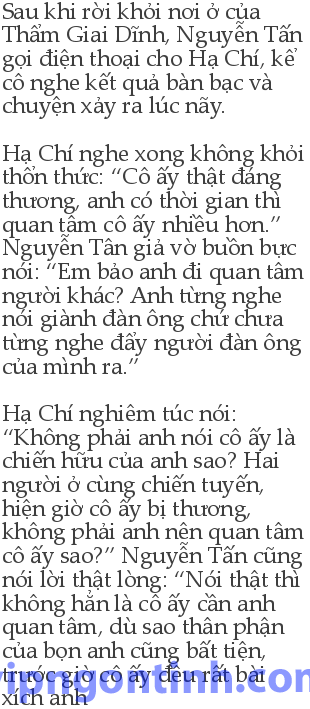 Sau khi rời khỏi nơi ở của
Thẩm Giai Dĩnh, Nguyễn Tấn
gọi điện thoại cho Hạ Chí, kể
cô nghe kết quả bàn bạc và
chuyện xảy ra lúc nãy.

Hạ Chí nghe xong không khỏi
thổn thức: “Cô ấy thật đáng
thương, anh có thời gian thì
quan tâm cô ấy nhiều hơn.”
Nguyễn Tân giả vờ buồn bực
nói: “Em bảo anh đi quan tâm
người khác? Anh từng nghe
nói giành đàn ông chứ chưa
từng nghe đẩy người đàn ông
của mình ra.”

Hạ Chí nghiêm túc nói:
“Không phải anh nói cô ấy là
chiến hữu của anh sao? Hai
người ở cùng chiến tuyến,
hiện giờ cô ấy bị thương,
không phải anh nên quan tâm
cô ấy sao?” Nguyễn Tấn cũng
nói lời thật lòng: “Nói thật thì
không hẳn là cô ấy cần anh
quan tâm, dù sao thân phận
của bọn anh cũng bất tiện,
trước giờ cô ấy đều rất bài
xích anh
vipngontinh.com